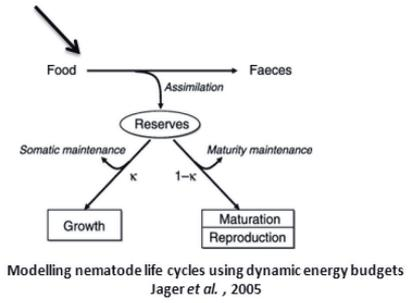 Food
Faeces
Assimilation
Reserves
Somatic maintenance
Maturity maintenance
κ
1–κ
Growth
Maturation
Reproduction
Modelling nematode life cycles using dynamic energy budgets
Jager et al. , 2005